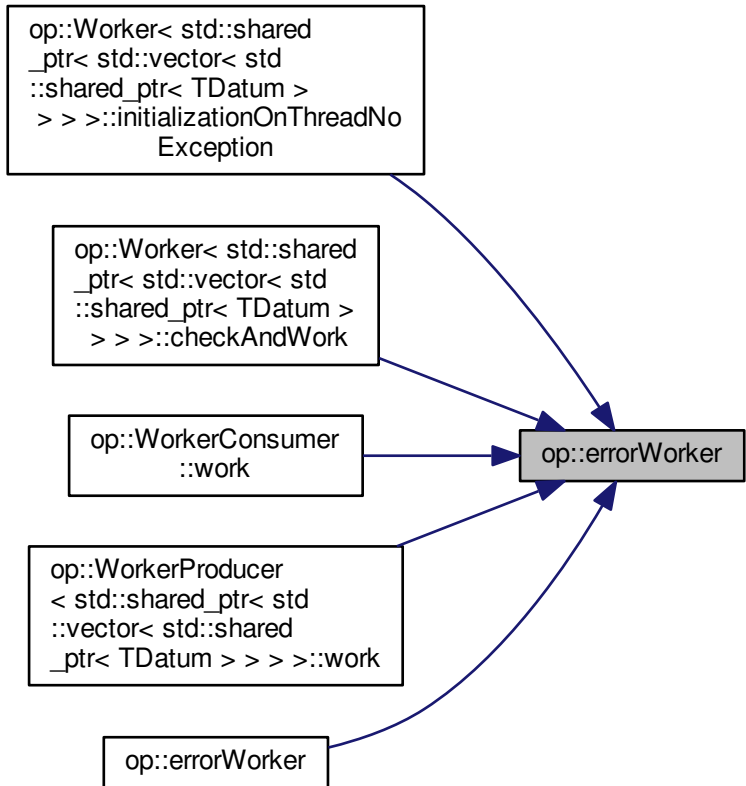 op::Worker< std::shared
_ptr< std::vector< std
::shared_ptr< TDatum >
> > >::initializationOnThreadNo
Exception
op::Worker< std::shared
_ptr< std::vector< std
::shared_ptr< TDatum >
> > >::checkAndWork
op::WorkerConsumer
::work
op::errorWorker
op::WorkerProducer
< std::shared_ptr< std
::vector< std::shared
_ptr< TDatum > > > >::work
op::errorWorker